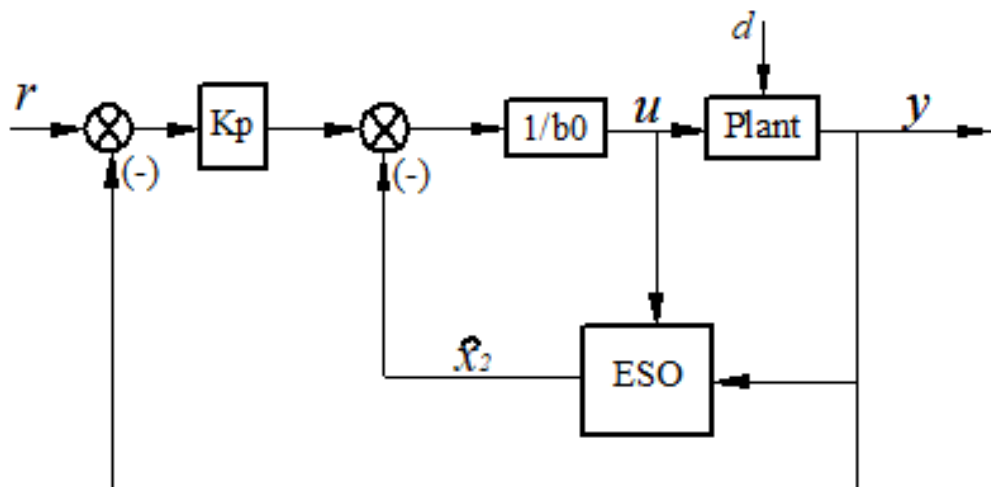 d
r
Kp
1/b0
u
Plant
y
(-)
(-)
x̂₂
ESO